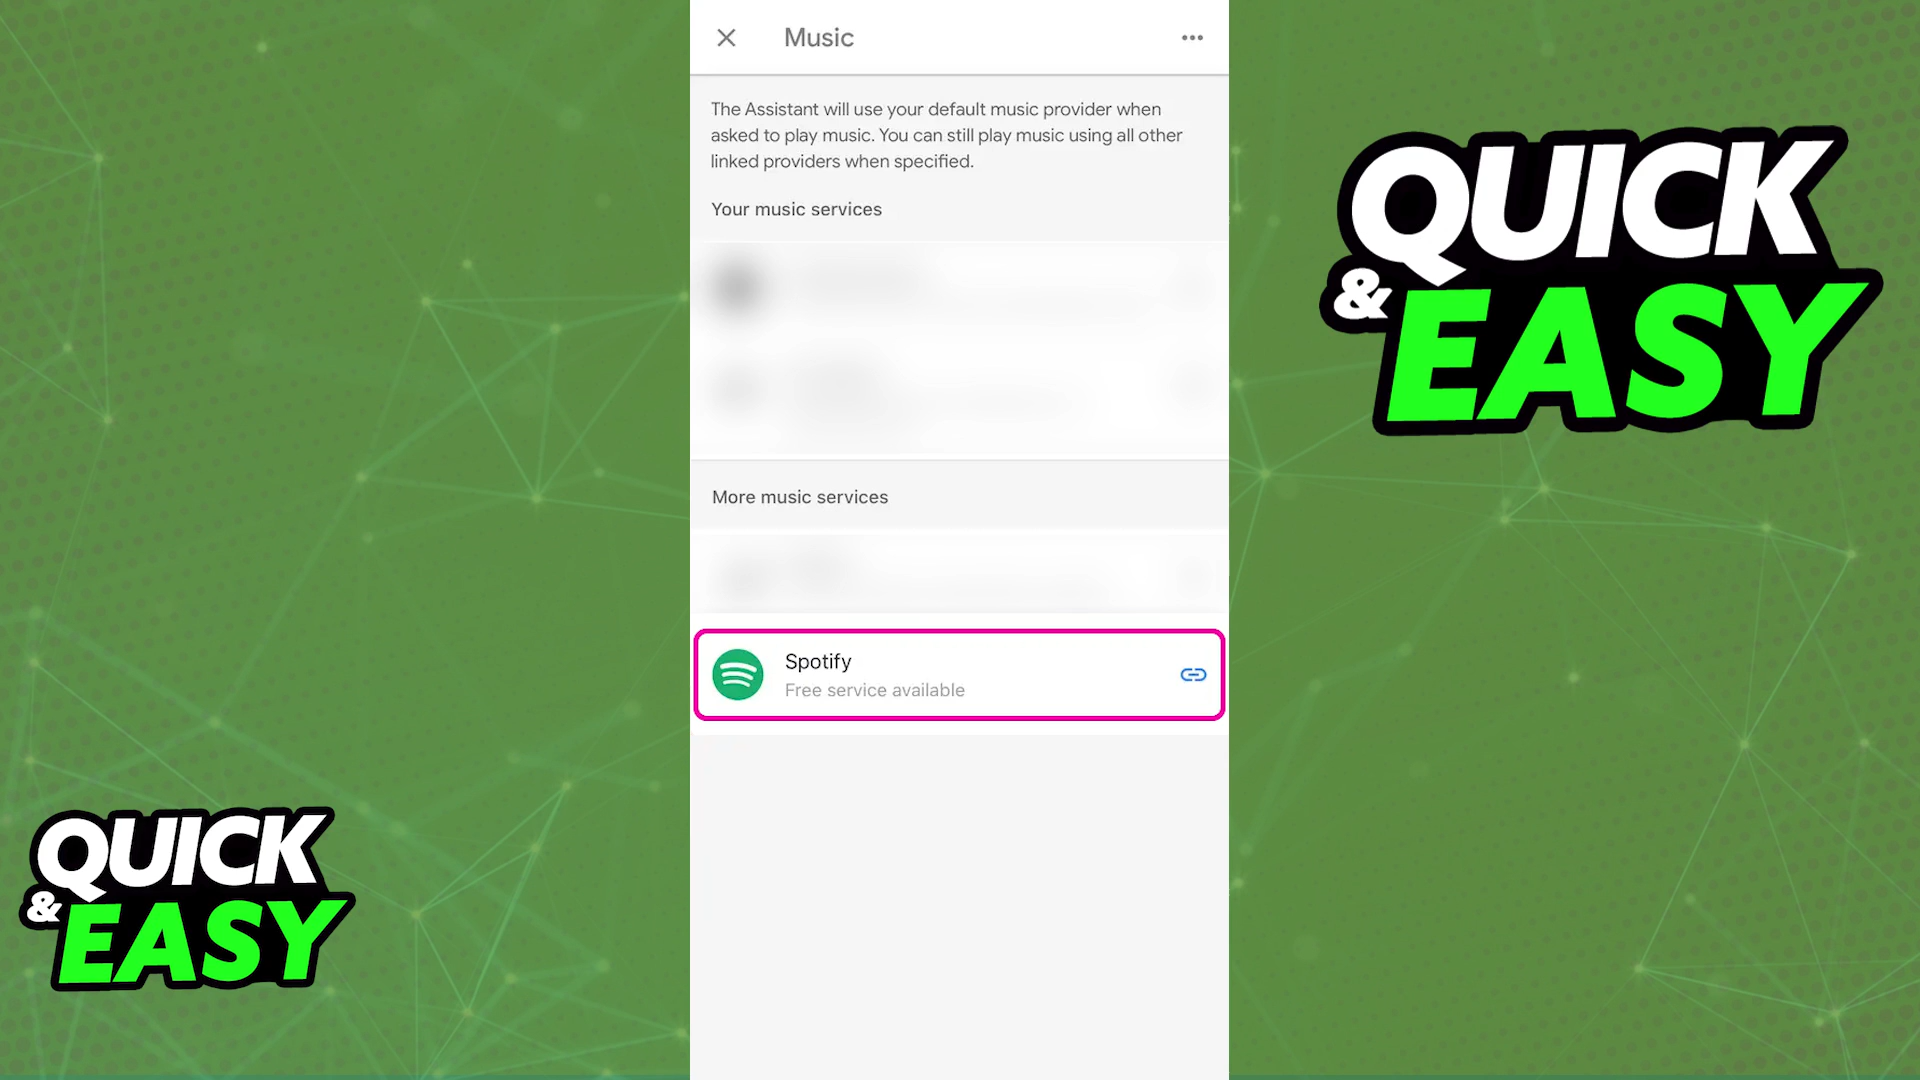 Music
The Assistant will use your default music provider when
asked to play music. You can still play music using all other
linked providers when specified.
Your music services
More music services
Spotify
Free service available
QUICK
& EASY
QUICK
& EASY